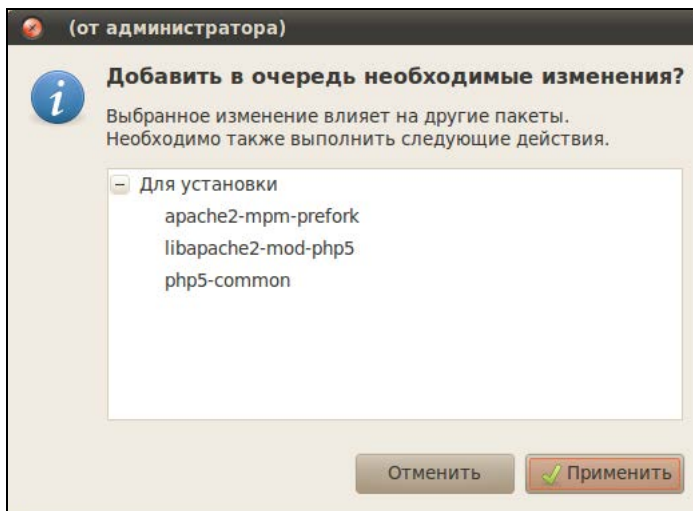 (от администратора)
Добавить в очередь необходимые изменения?
Выбранное изменение влияет на другие пакеты.
Необходимо также выполнить следующие действия.
Для установки
apache2-mpm-prefork
libapache2-mod-php5
php5-common
Отменить
Применить